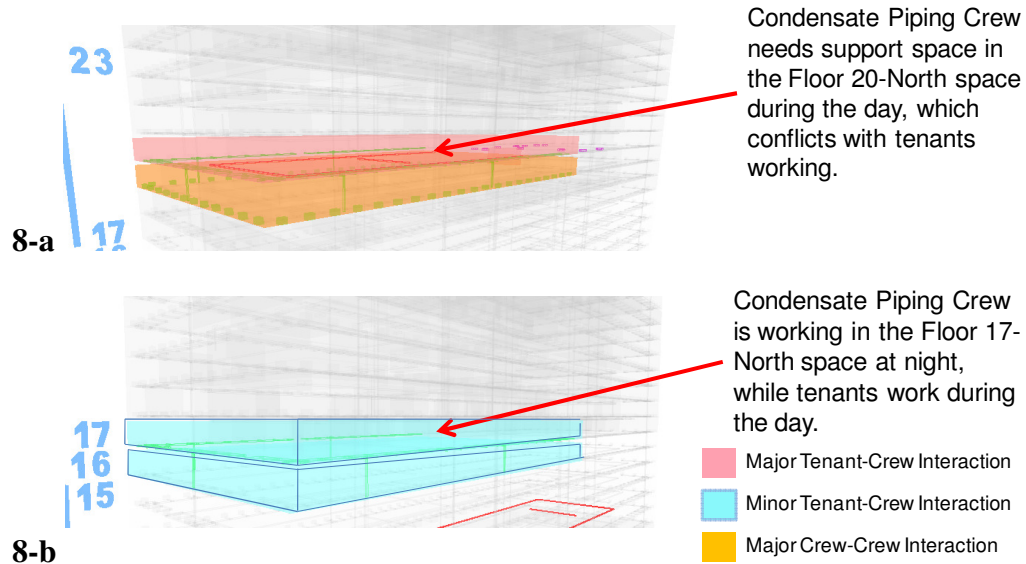 Condensate Piping Crew
needs support space in
the Floor 20-North space
during the day, which
conflicts with tenants
working.
23
17
8-a
Condensate Piping Crew
is working in the Floor 17-
North space at night,
while tenants work during
the day.
17
16
15
Major Tenant-Crew Interaction
Minor Tenant-Crew Interaction
Major Crew-Crew Interaction
8-b